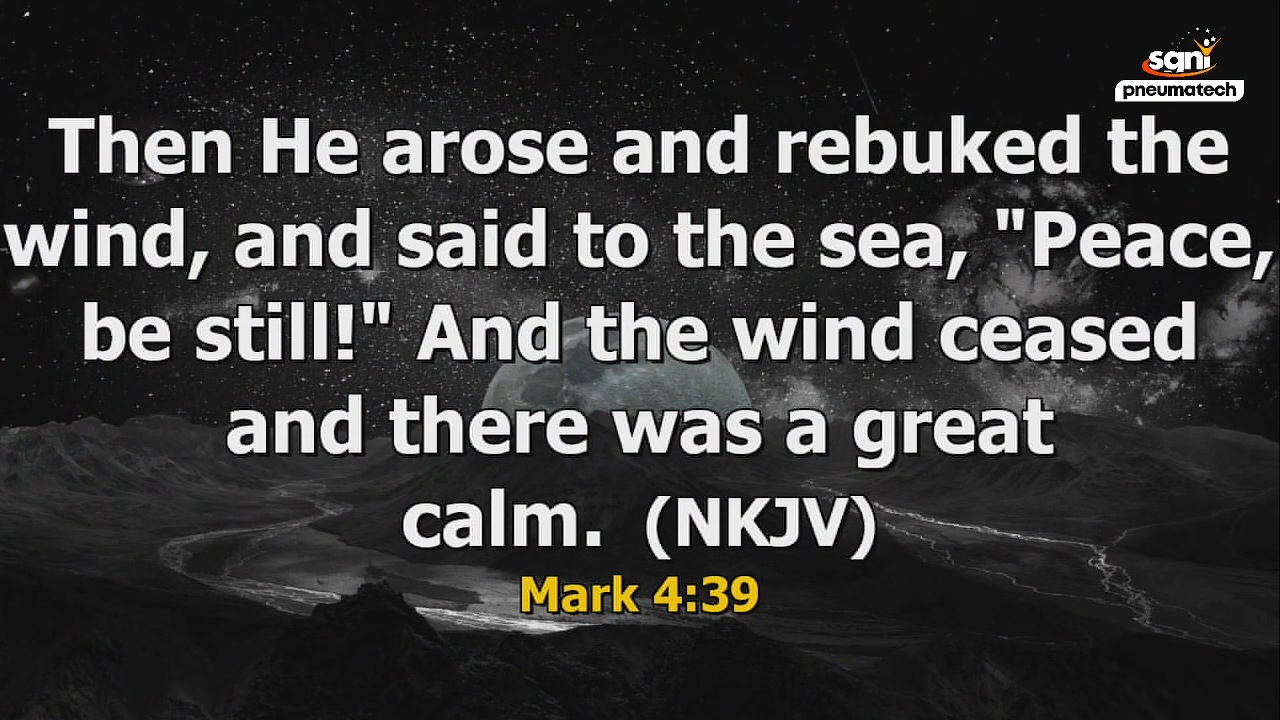 sgni
pneumatech
Then He arose and rebuked the
wind, and said to the sea, "Peace,
be still!" And the wind ceased
and there was a great
calm.  (NKJV)
Mark 4:39